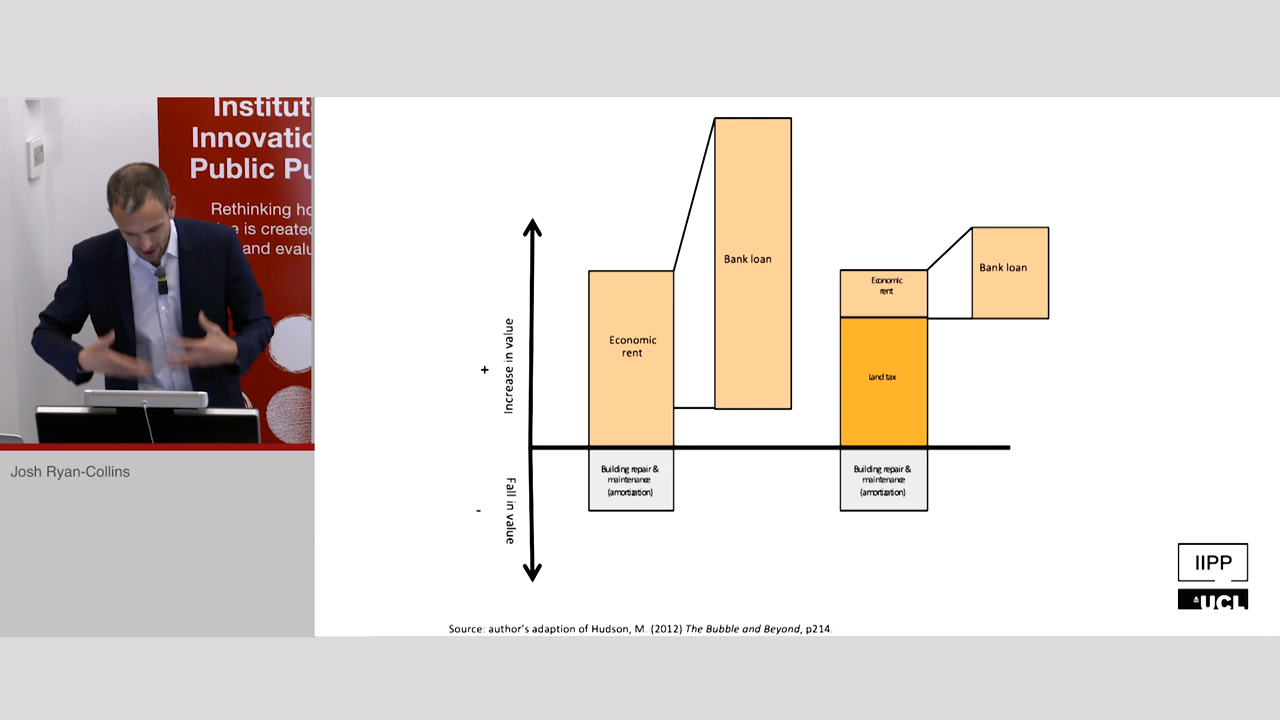 Institut
Innovatio
Public Pu
Rethinking ho
is created
and evalu
Josh Ryan-Collins
+
Increase in value
-
Fall in value
Economic
rent
Bank loan
Building repair &
maintenance
(amortization)
Economic
rent
land tax
Bank loan
Building repair &
maintenance
(amortization)
IIPP
UCL
Source: author's adaption of Hudson, M. (2012) The Bubble and Beyond, p214.